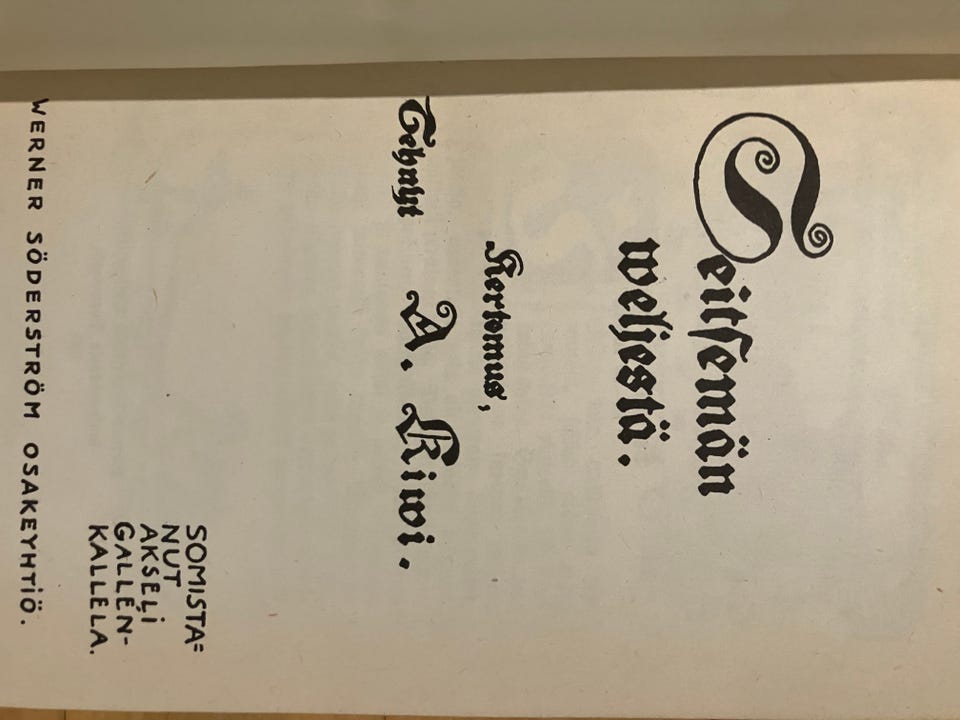 Seitſemän
weljestä.
Kertomus,
Tehnyt A. Kiwi.
SOMISTA=
NUT
AKSELI
GALLÉN-
KALLELA.
WERNER SÖDERSTRÖM OSAKEYHTIÖ.